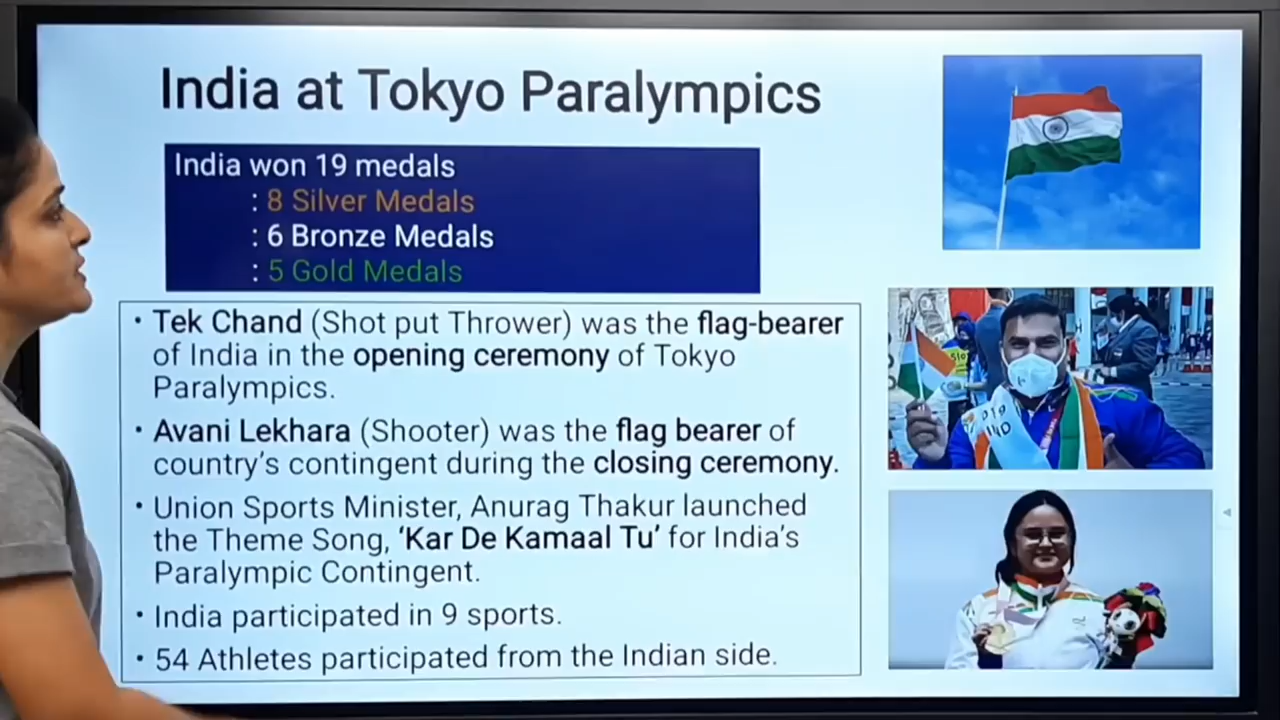 India at Tokyo Paralympics
India won 19 medals
: 8 Silver Medals
: 6 Bronze Medals
: 5 Gold Medals
• Tek Chand (Shot put Thrower) was the flag-bearer
of India in the opening ceremony of Tokyo
Paralympics.
• Avani Lekhara (Shooter) was the flag bearer of
country's contingent during the closing ceremony.
• Union Sports Minister, Anurag Thakur launched
the Theme Song, 'Kar De Kamaal Tu' for India's
Paralympic Contingent.
• India participated in 9 sports.
• 54 Athletes participated from the Indian side.